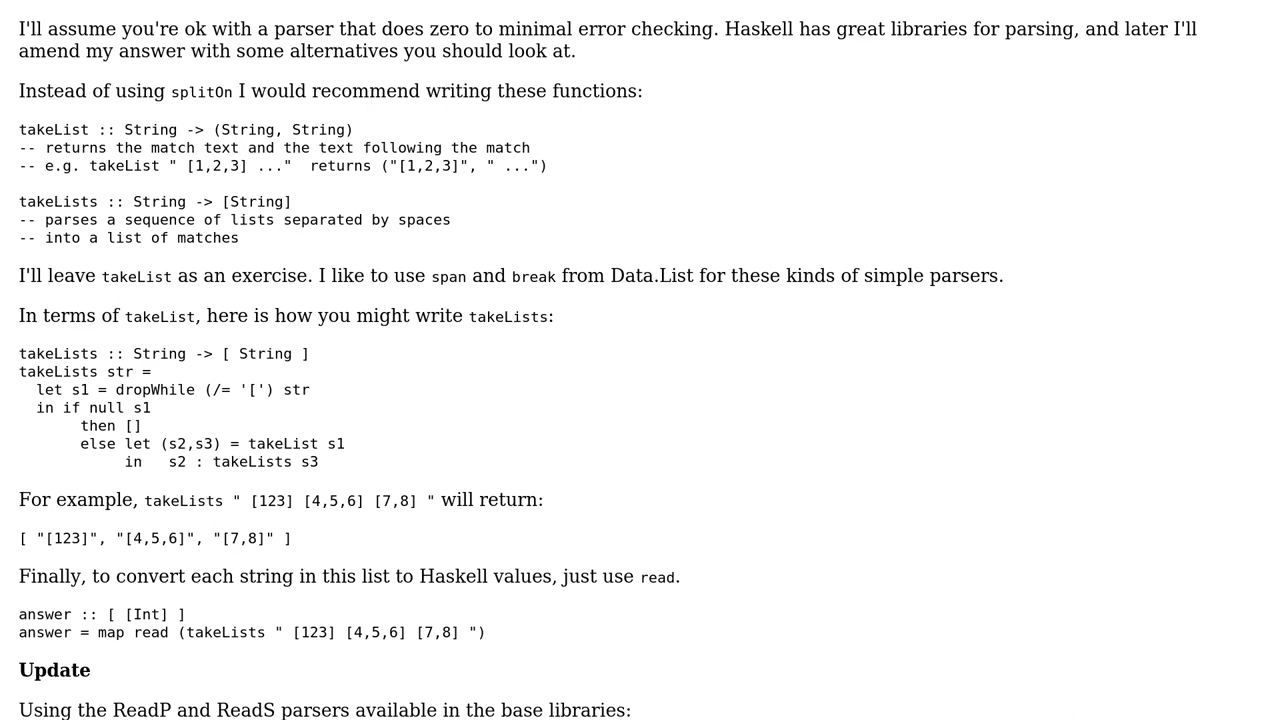 I'll assume you're ok with a parser that does zero to minimal error checking. Haskell has great libraries for parsing, and later I'll
amend my answer with some alternatives you should look at.
Instead of using splitOn I would recommend writing these functions:
takeList :: String -> (String, String)
-- returns the match text and the text following the match
-- e.g. takeList " [1,2,3] ..."  returns ("[1,2,3]", " ...")
takeLists :: String -> [String]
-- parses a sequence of lists separated by spaces
-- into a list of matches
I'll leave takeList as an exercise. I like to use span and break from Data.List for these kinds of simple parsers.
In terms of takeList, here is how you might write takeLists:
takeLists :: String -> [ String ]
takeLists str =
  let s1 = dropWhile (/= '[') str
  in if null s1
       then []
       else let (s2,s3) = takeList s1
            in   s2 : takeLists s3
For example, takeLists " [123] [4,5,6] [7,8] " will return:
[ "[123]", "[4,5,6]", "[7,8]" ]
Finally, to convert each string in this list to Haskell values, just use read.
answer :: [ [Int] ]
answer = map read (takeLists " [123] [4,5,6] [7,8] ")
Update
Using the ReadP and ReadS parsers available in the base libraries: